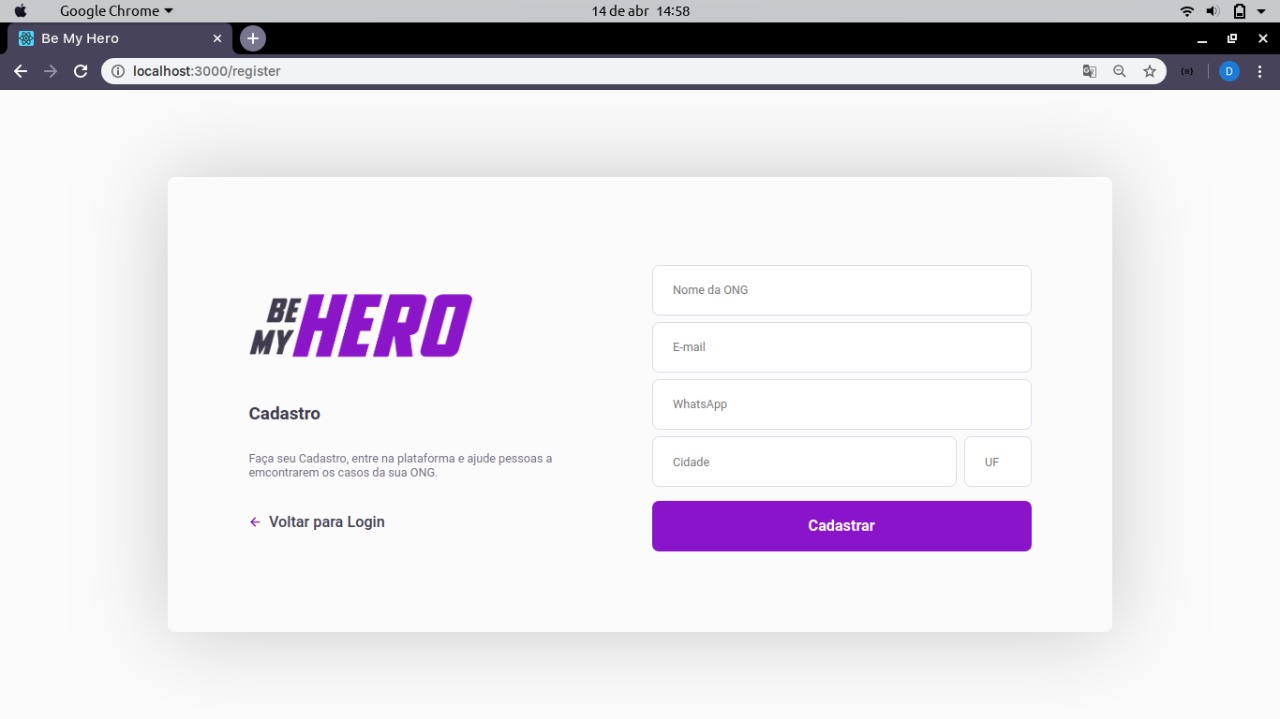 Google Chrome
14 de abr 14:58
Be My Hero
localhost:3000/register
D
BE
MY HERO
Cadastro
Faça seu Cadastro, entre na plataforma e ajude pessoas a
emcontrarem os casos da sua ONG.
Voltar para Login
Nome da ONG
E-mail
WhatsApp
Cidade
UF
Cadastrar